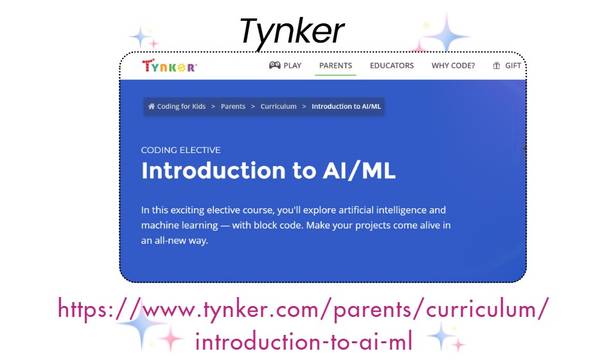 Tynker
TYNKER
PLAY PARENTS EDUCATORS WHY CODE? GIFT
Coding for Kids > Parents > Curriculum > Introduction to AI/ML
CODING ELECTIVE
Introduction to AI/ML
In this exciting elective course, you'll explore artificial intelligence and
machine learning — with block code. Make your projects come alive in
an all-new way.
https://www.tynker.com/parents/curriculum/
introduction-to-ai-ml